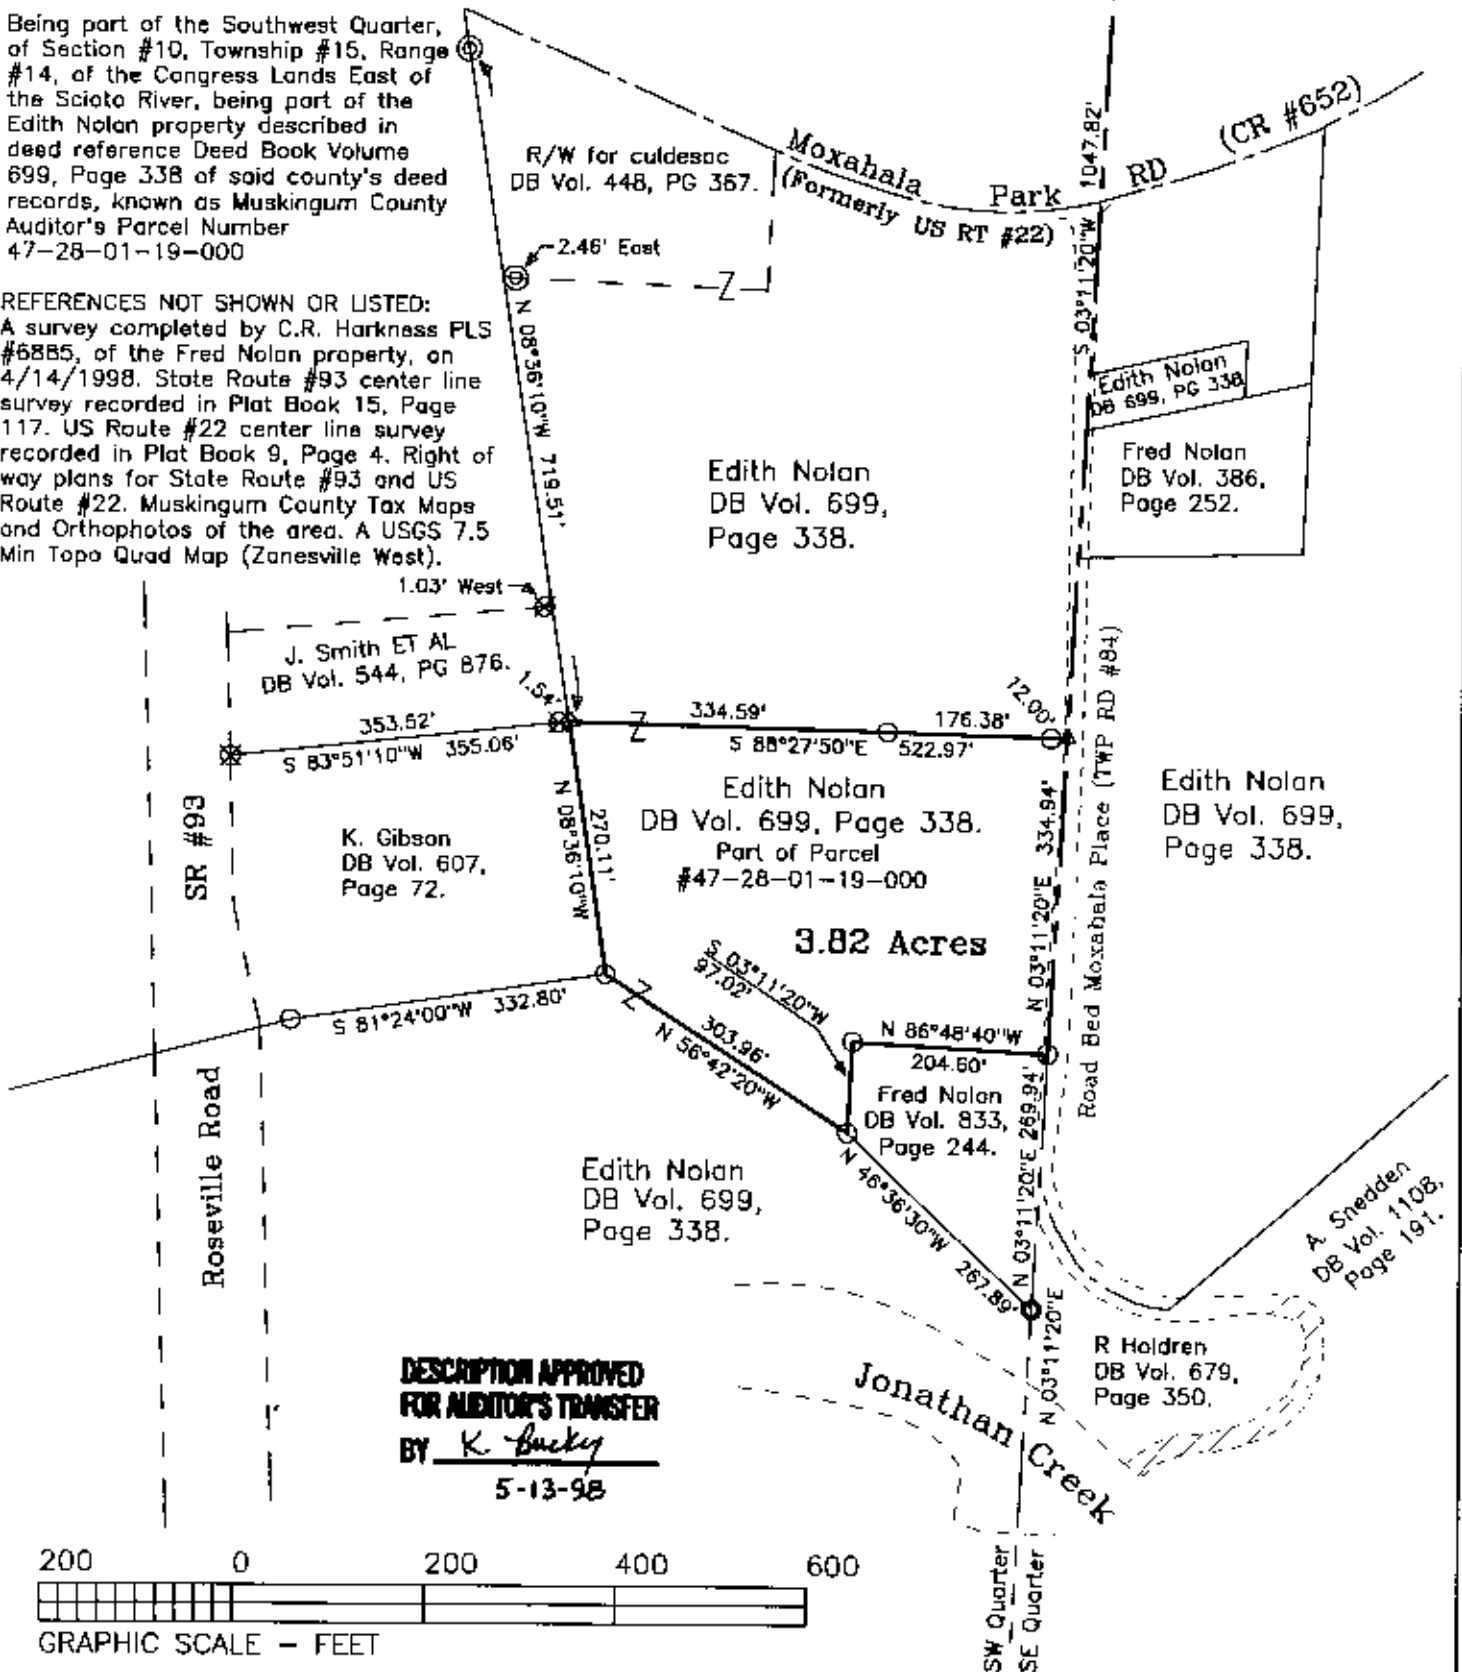 Being part of the Southwest Quarter,
of Section #10, Township #15, Range
#14, of the Congress Lands East of
the Scioto River, being part of the
Edith Nolan property described in
deed reference Deed Book Volume
699, Page 338 of said county's deed
records, known as Muskingum County
Auditor's Parcel Number
47-28-01-19-000
REFERENCES NOT SHOWN OR LISTED:
A survey completed by C.R. Harkness PLS
#6885, of the Fred Nolan property, on
4/14/1998. State Route #93 center line
survey recorded in Plat Book 15, Page
117. US Route #22 center line survey
recorded in Plat Book 9, Page 4. Right of
way plans for State Route #93 and US
Route #22. Muskingum County Tax Maps
and Orthophotos of the area. A USGS 7.5
Min Topo Quad Map (Zanesville West).
R/W for culdesac
DB Vol. 448, PG 367.
Moxahala Park RD (CR #652)
(Formerly US RT #22)
2.46' East
N 08°36'10"W 719.51'
S 03°11'20"W 1047.82'
Edith Nolan
DB 699, PG 338
Fred Nolan
DB Vol. 386,
Page 252.
Edith Nolan
DB Vol. 699,
Page 338.
1.03' West
J. Smith ET AL
DB Vol. 544, PG 876.
1.54'
353.52'
S 83°51'10"W 355.06'
334.59'
176.38'
12.00'
S 88°27'50"E 522.97'
SR #93
K. Gibson
DB Vol. 607,
Page 72.
270.11'
N 08°36'10"W
Edith Nolan
DB Vol. 699, Page 338.
Part of Parcel
#47-28-01-19-000
3.82 Acres
N 03°11'20"E 334.94'
Road Bed Moxahala Place (TWP RD #84)
Edith Nolan
DB Vol. 699,
Page 338.
S 03°11'20"W
97.02'
S 81°24'00"W 332.80'
303.96'
N 56°42'20"W
N 86°48'40"W
204.60'
Fred Nolan
DB Vol. 833,
Page 244.
N 03°11'20"E 269.94'
N 46°36'30"W 267.89'
Roseville Road
Edith Nolan
DB Vol. 699,
Page 338.
A. Snedden
DB Vol. 1108,
Page 191.
N 03°11'20"E
R Holdren
DB Vol. 679,
Page 350.
Jonathan Creek
DESCRIPTION APPROVED
FOR AUDITOR'S TRANSFER
BY K Bucky
5-13-98
SW Quarter
SE Quarter
200 0 200 400 600
GRAPHIC SCALE - FEET